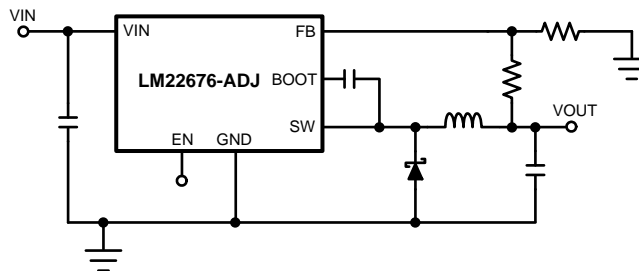 VIN
VIN
FB
LM22676-ADJ
BOOT
SW
VOUT
EN
GND